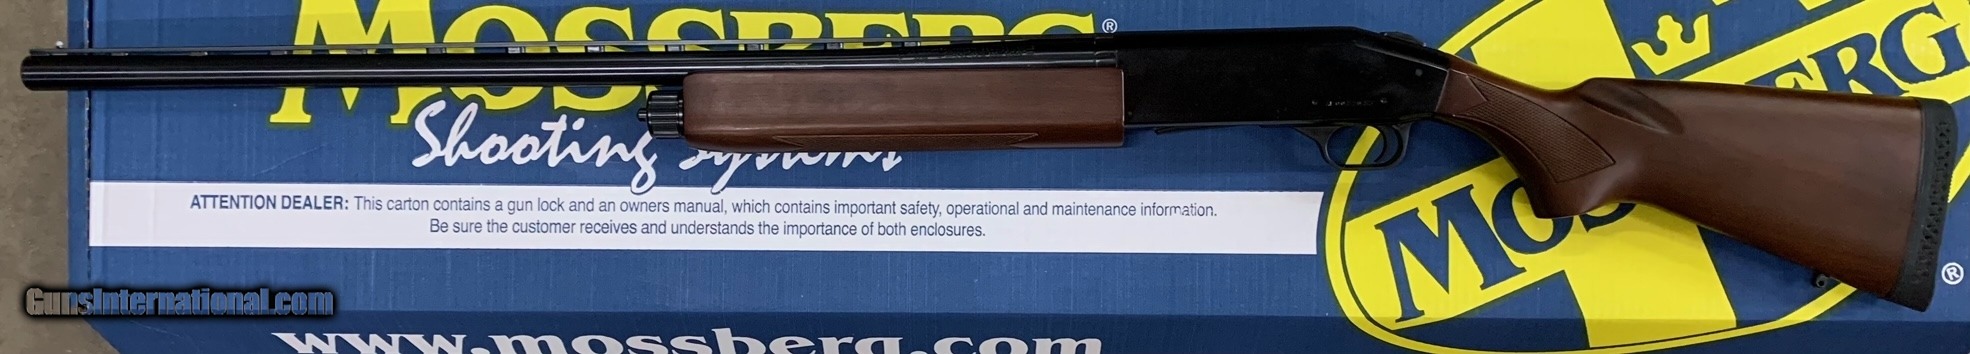 MOSSBERG®
Shooting Systems
ATTENTION DEALER: This carton contains a gun lock and an owners manual, which contains important safety, operational and maintenance information.
Be sure the customer receives and understands the importance of both enclosures.
MOSSBERG
MOSSBERG ®
GunsInternational.com
www.mossberg.com